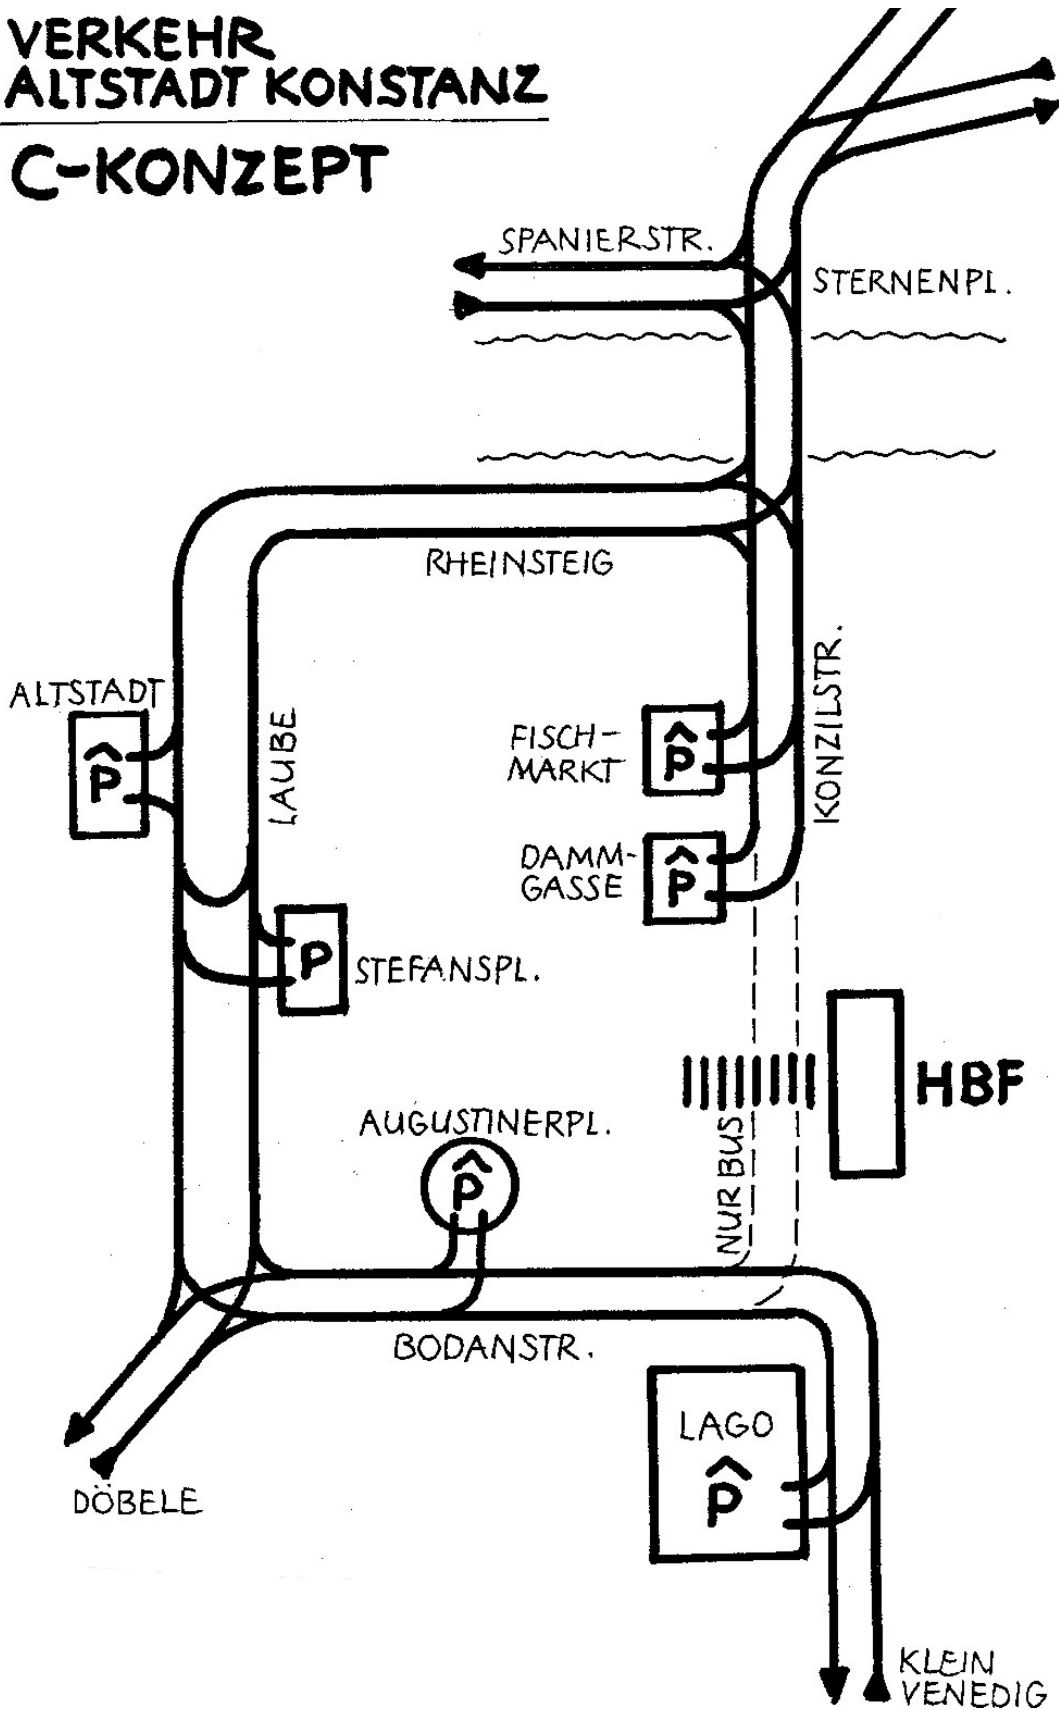 VERKEHR
ALTSTADT KONSTANZ
C-KONZEPT
SPANIERSTR.
STERNENPL.
RHEINSTEIG
ALTSTADT
P
LAUBE
FISCH-
MARKT
P
KONZILSTR.
DAMM-
GASSE
P
P
STEFANSPL.
HBF
AUGUSTINERPL.
P
NUR BUS
BODANSTR.
LAGO
P
DÖBELE
KLEIN
VENEDIG